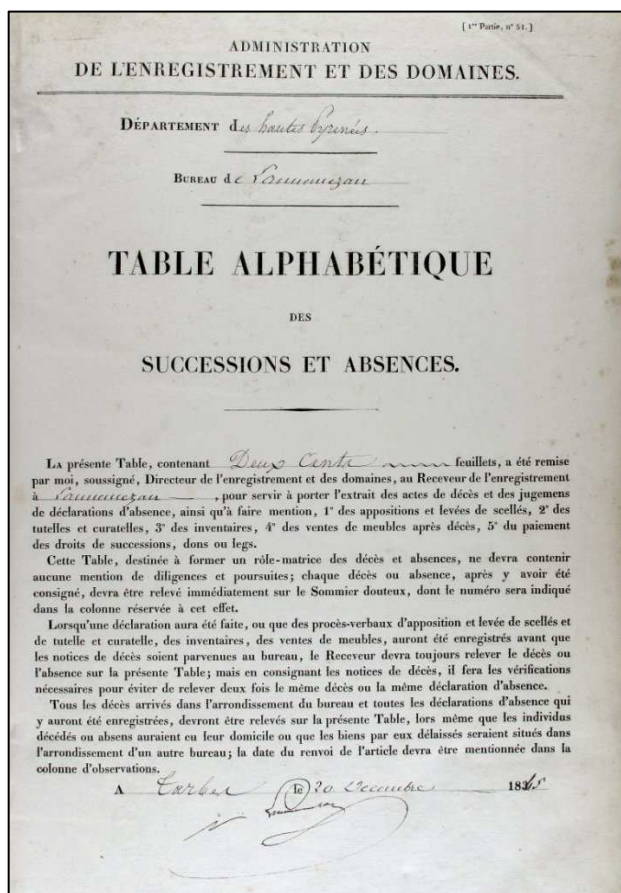 [ 1re Partie, n° 51. ]
ADMINISTRATION
DE L'ENREGISTREMENT ET DES DOMAINES.
DÉPARTEMENT des hautes Pyrénées.
BUREAU de Lannemezan
TABLE ALPHABÉTIQUE
DES
SUCCESSIONS ET ABSENCES.
LA présente Table, contenant Deux Cents feuillets, a été remise
par moi, soussigné, Directeur de l'enregistrement et des domaines, au Receveur de l'enregistrement
à Lannemezan, pour servir à porter l'extrait des actes de décès et des jugemens
de déclarations d'absence, ainsi qu'à faire mention, 1° des appositions et levées de scellés, 2° des
tutelles et curatelles, 3° des inventaires, 4° des ventes de meubles après décès, 5° du paiement
des droits de successions, dons ou legs.
Cette Table, destinée à former un rôle-matrice des décès et absences, ne devra contenir
aucune mention de diligences et poursuites; chaque décès ou absence, après y avoir été
consigné, devra être relevé immédiatement sur le Sommier douteux, dont le numéro sera indiqué
dans la colonne réservée à cet effet.
Lorsqu'une déclaration aura été faite, ou que des procès-verbaux d'apposition et levée de scellés et
de tutelle et curatelle, des inventaires, des ventes de meubles, auront été enregistrés avant que
les notices de décès soient parvenues au bureau, le Receveur devra toujours relever le décès ou
l'absence sur la présente Table; mais en consignant les notices de décès, il fera les vérifications
nécessaires pour éviter de relever deux fois le même décès ou la même déclaration d'absence.
Tous les décès arrivés dans l'arrondissement du bureau et toutes les déclarations d'absence qui
y auront été enregistrées, devront être relevés sur la présente Table, lors même que les individus
décédés ou absens auraient eu leur domicile ou que les biens par eux délaissés seraient situés dans
l'arrondissement d'un autre bureau; la date du renvoi de l'article devra être mentionnée dans la
colonne d'observations.
A Tarbes le 20 Décembre 1845